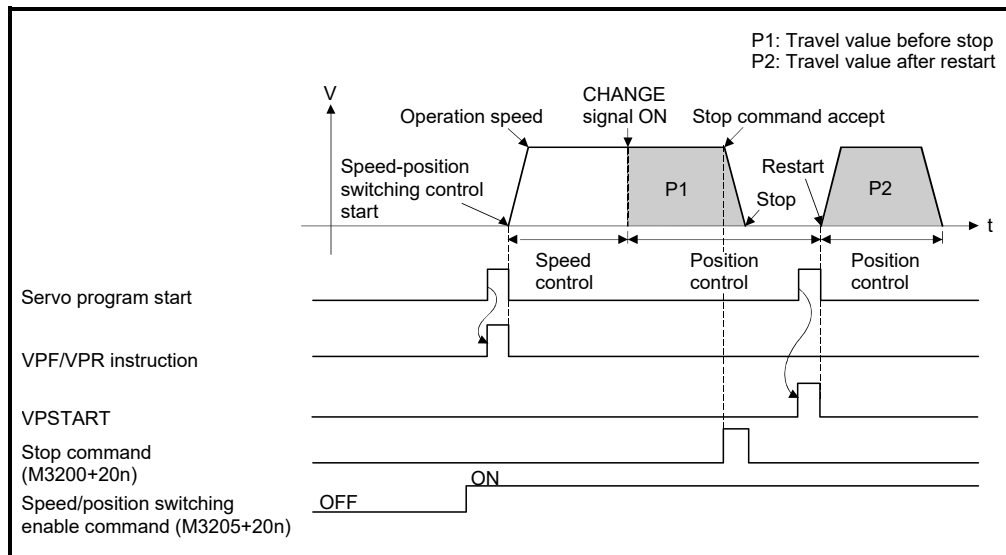 P1: Travel value before stop
P2: Travel value after restart
V
CHANGE
signal ON
Operation speed
Stop command accept
Speed-position
switching control
start
Restart
P1
P2
Stop
t
Speed
control
Position
control
Position
control
Servo program start
VPF/VPR instruction
VPSTART
Stop command
(M3200+20n)
ON
OFF
Speed/position switching
enable command (M3205+20n)